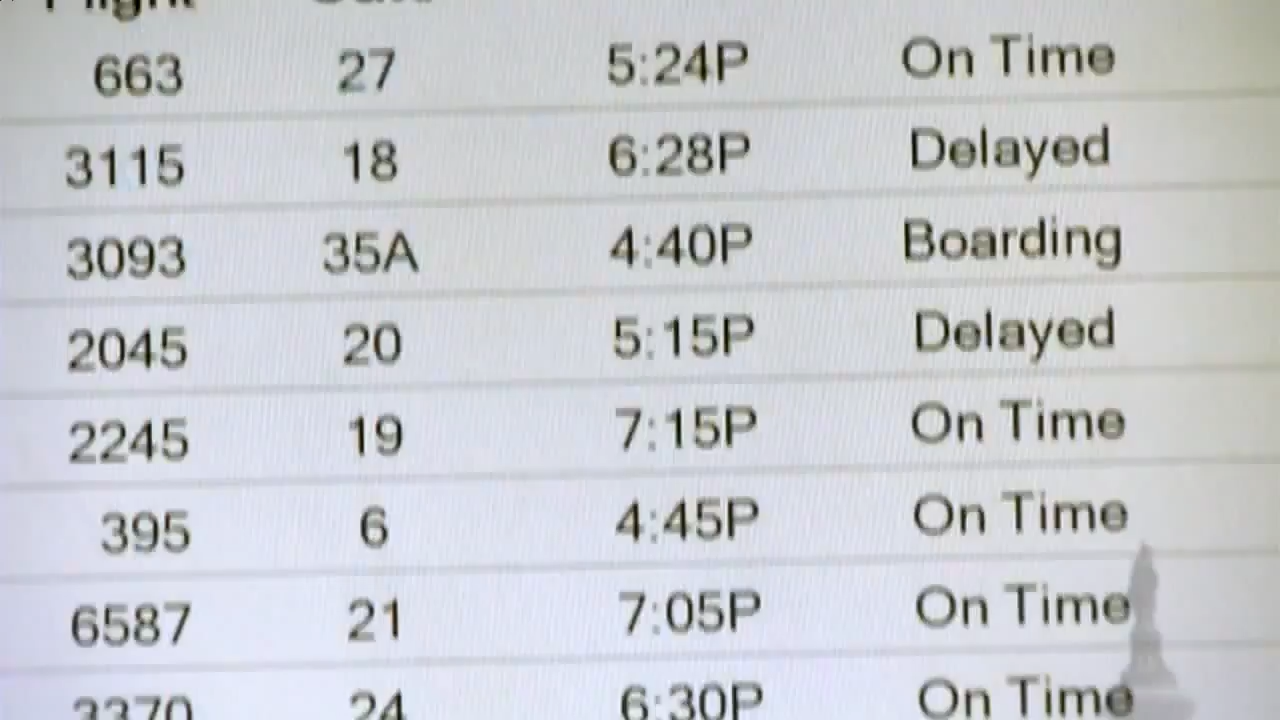 Flight
663 27 5:24P On Time
3115 18 6:28P Delayed
3093 35A 4:40P Boarding
2045 20 5:15P Delayed
2245 19 7:15P On Time
395 6 4:45P On Time
6587 21 7:05P On Time
3370 24 6:30P On Time